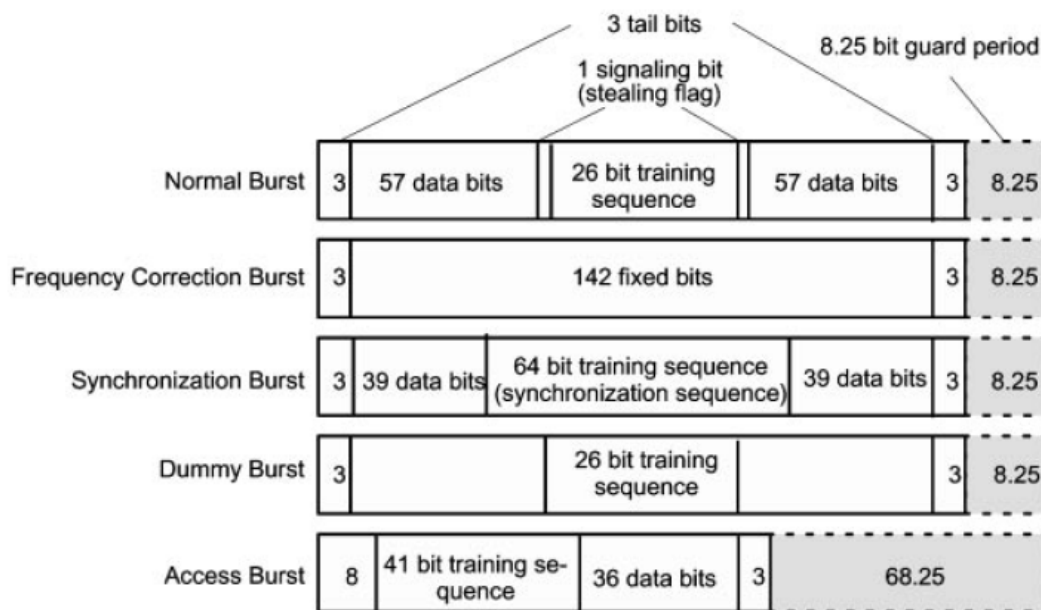 3 tail bits
8.25 bit guard period
1 signaling bit
(stealing flag)
Normal Burst
3
57 data bits
26 bit training
sequence
57 data bits
3
8.25
Frequency Correction Burst
3
142 fixed bits
3
8.25
Synchronization Burst
3
39 data bits
64 bit training sequence
(synchronization sequence)
39 data bits
3
8.25
Dummy Burst
3
26 bit training
sequence
3
8.25
Access Burst
8
41 bit training se-
quence
36 data bits
3
68.25